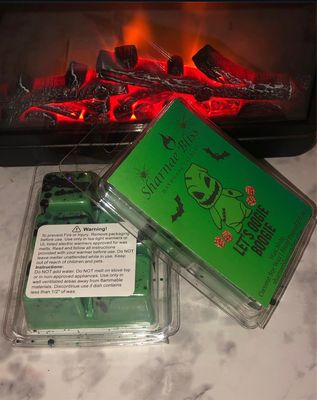 Sharnae Bliss
LET'S OOGIE
BOOGIE
Warning!
To prevent Fire or Injury. Remove packaging
before use. Use only in tea light warmers or
UL listed electric warmers approved for wax
melts. Read and follow all instructions
provided with your warmer before use. Do NOT
leave melter unattended while in use. Keep
out of reach of children and pets.
Instructions:
Do NOT add water. Do NOT melt on stove top
or in non-approved appliances. Use only in
well ventilated areas away from flammable
materials. Discontinue use if dish contains
less than 1/2" of wax